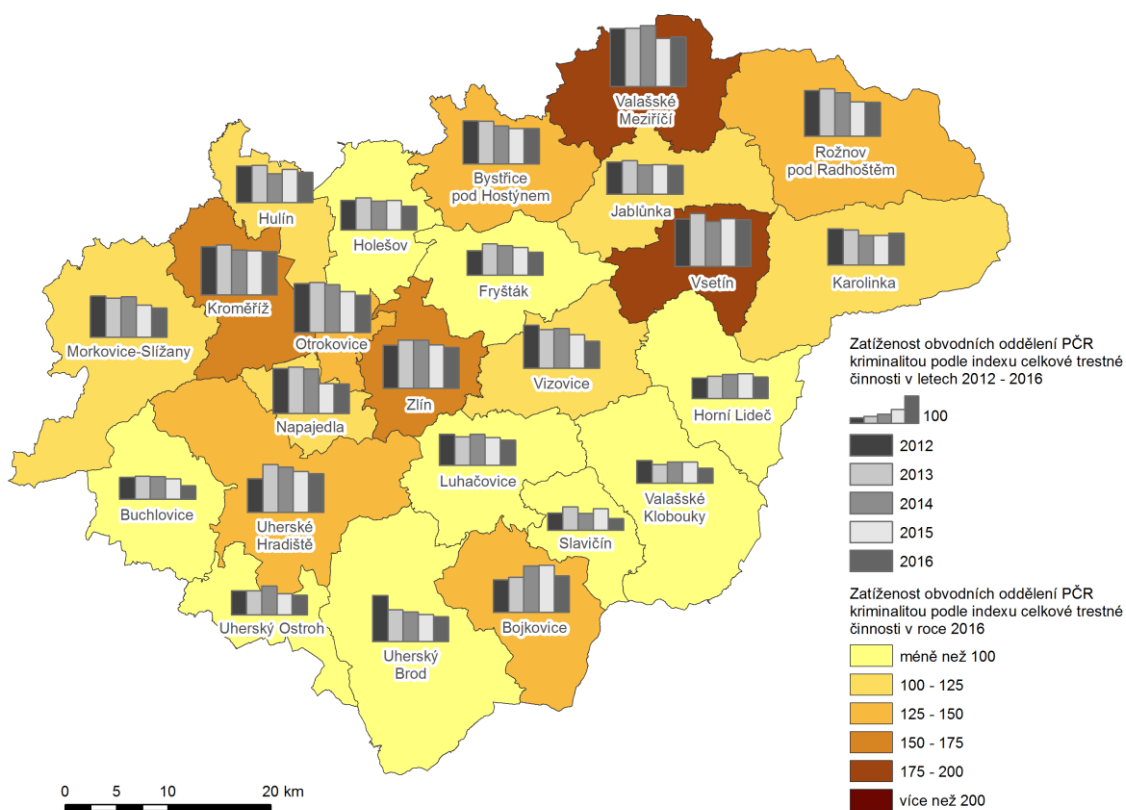 Valašské
Meziříčí
Rožnov
pod Radhoštěm
Bystřice
pod Hostýnem
Jablůnka
Hulín
Holešov
Vsetín
Karolinka
Fryšták
Kroměříž
Otrokovice
Morkovice-Slížany
Vizovice
Zlín
Horní Lideč
Napajedla
Luhačovice
Valašské
Klobouky
Buchlovice
Uherské
Hradiště
Slavičín
Uherský Ostroh
Bojkovice
Uherský
Brod
Zatíženost obvodních oddělení PČR
kriminalitou podle indexu celkové trestné
činnosti v letech 2012 - 2016
100
2012
2013
2014
2015
2016
Zatíženost obvodních oddělení PČR
kriminalitou podle indexu celkové trestné
činnosti v roce 2016
méně než 100
100 - 125
125 - 150
150 - 175
175 - 200
více než 200
0 5 10 20 km